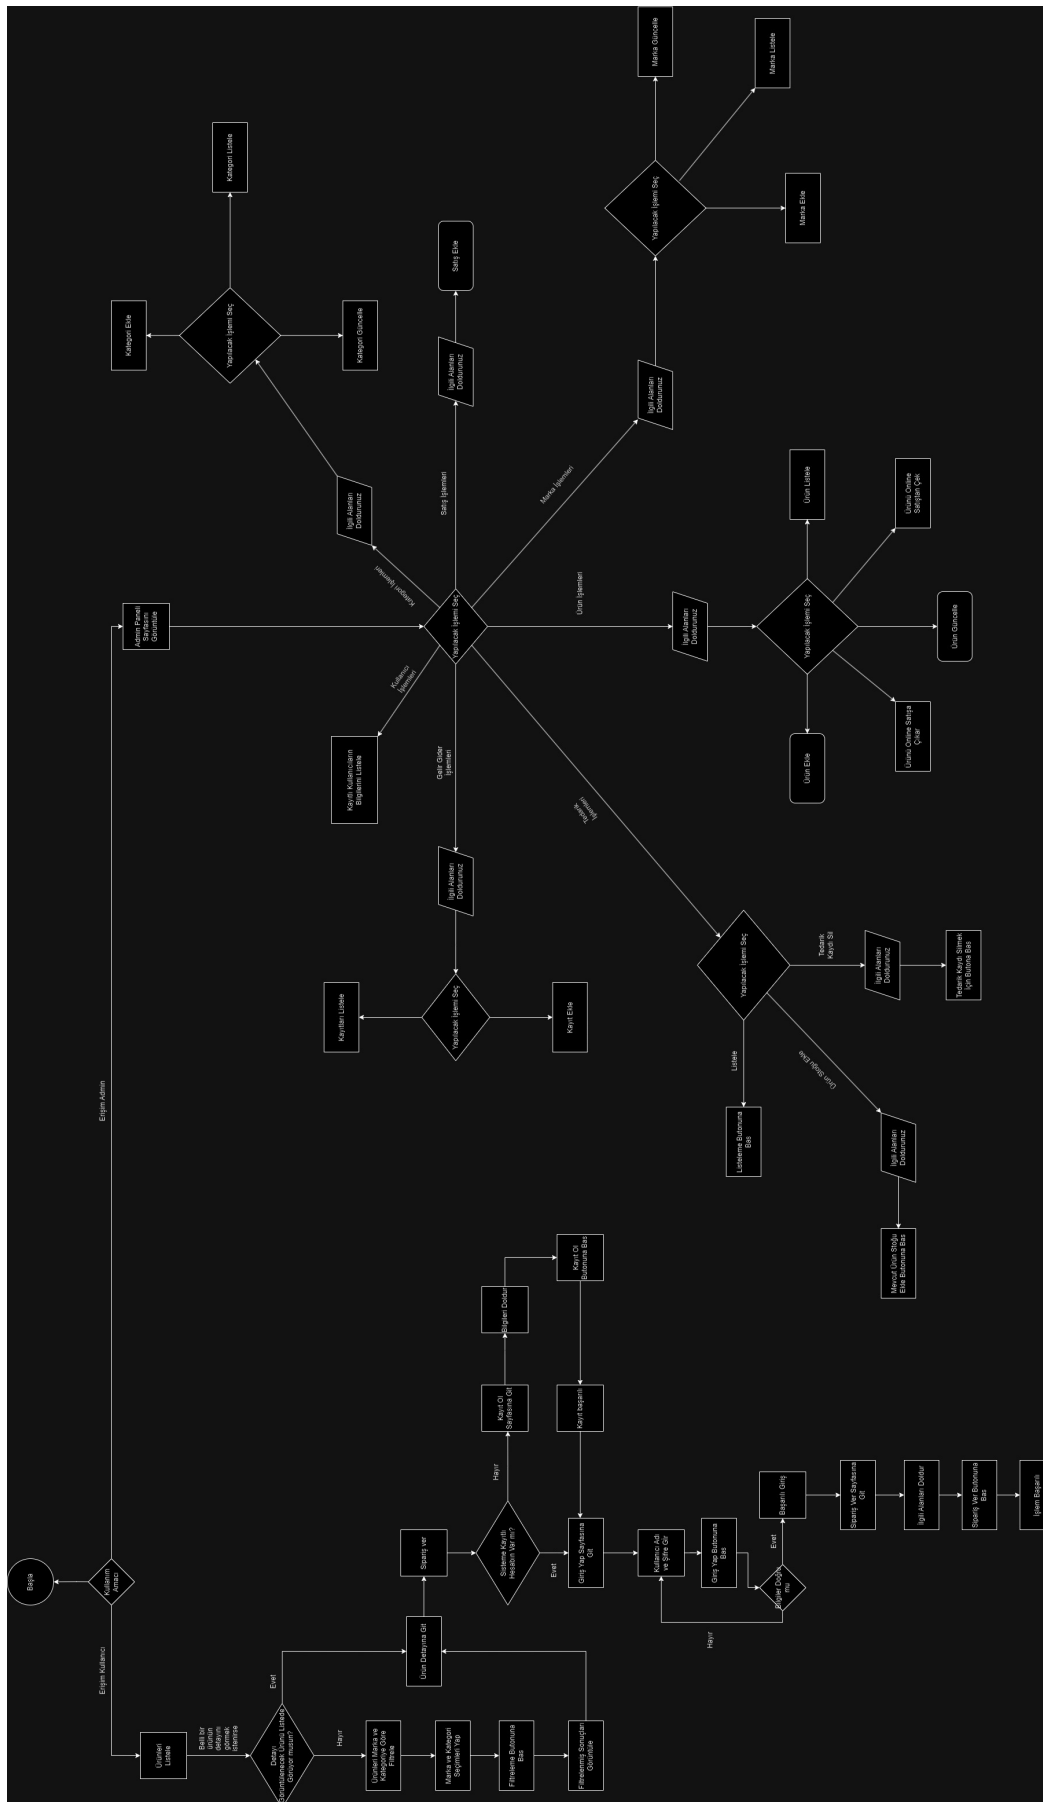 Başla
Kullanım
Amacı
Erişim Kullanıcı
Ürünleri
Listele
Belli bir
ürünün
detayını
görmek
istenirse
Detayı
Görüntülenecek Ürünü Listede
Görüyor musun?
Evet
Hayır
Ürünleri Marka ve
Kategoriye Göre
Filtrele
Marka ve Kategori
Seçimleri Yap
Filtreleme Butonuna
Bas
Filtrelenmiş Sonuçları
Görüntüle
Ürün Detayına Git
Sipariş ver
Sisteme Kayıtlı
Hesabın Var mı?
Hayır
Kayıt Ol
Sayfasına Git
Bilgileri Doldur
Kayıt Ol
Butonuna Bas
Kayıt başarılı
Evet
Giriş Yap Sayfasına
Git
Kullanıcı Adı
ve Şifre Gir
Giriş Yap Butonuna
Bas
Bilgiler Doğru
mu
Hayır
Evet
Başarılı Giriş
Sipariş Ver Sayfasına
Git
İlgili Alanları Doldur
Sipariş Ver Butonuna
Bas
İşlem Başarılı
Erişim Admin
Admin Paneli
Sayfasını
Görüntüle
Yapılacak İşlemi Seç
Kategori İşlemleri
İlgili Alanları
Doldurunuz
Yapılacak İşlemi Seç
Kategori Ekle
Kategori Listele
Kategori Güncelle
Satış İşlemleri
İlgili Alanları
Doldurunuz
Satış Ekle
Marka İşlemleri
İlgili Alanları
Doldurunuz
Yapılacak İşlemi Seç
Marka Güncelle
Marka Listele
Marka Ekle
Ürün İşlemleri
İlgili Alanları
Doldurunuz
Yapılacak İşlemi Seç
Ürün Listele
Ürünü Online
Satıştan Çek
Ürün Güncelle
Ürünü Online Satışa
Çıkar
Ürün Ekle
Tedarik
İşlemleri
Yapılacak İşlemi Seç
Tedarik
Kaydı Sil
İlgili Alanları
Doldurunuz
Tedarik Kaydı Silmek
İçin Butona Bas
Ürün Stoğu Ekle
İlgili Alanları
Doldurunuz
Mevcut Ürün Stoğu
Ekle Butonuna Bas
Listele
Listeleme Butonuna
Bas
Gelir Gider
İşlemleri
İlgili Alanları
Doldurunuz
Yapılacak İşlemi Seç
Kayıtları Listele
Kayıt Ekle
Kullanıcı
İşlemleri
Kayıtlı Kullanıcıların
Bilgilerini Listele